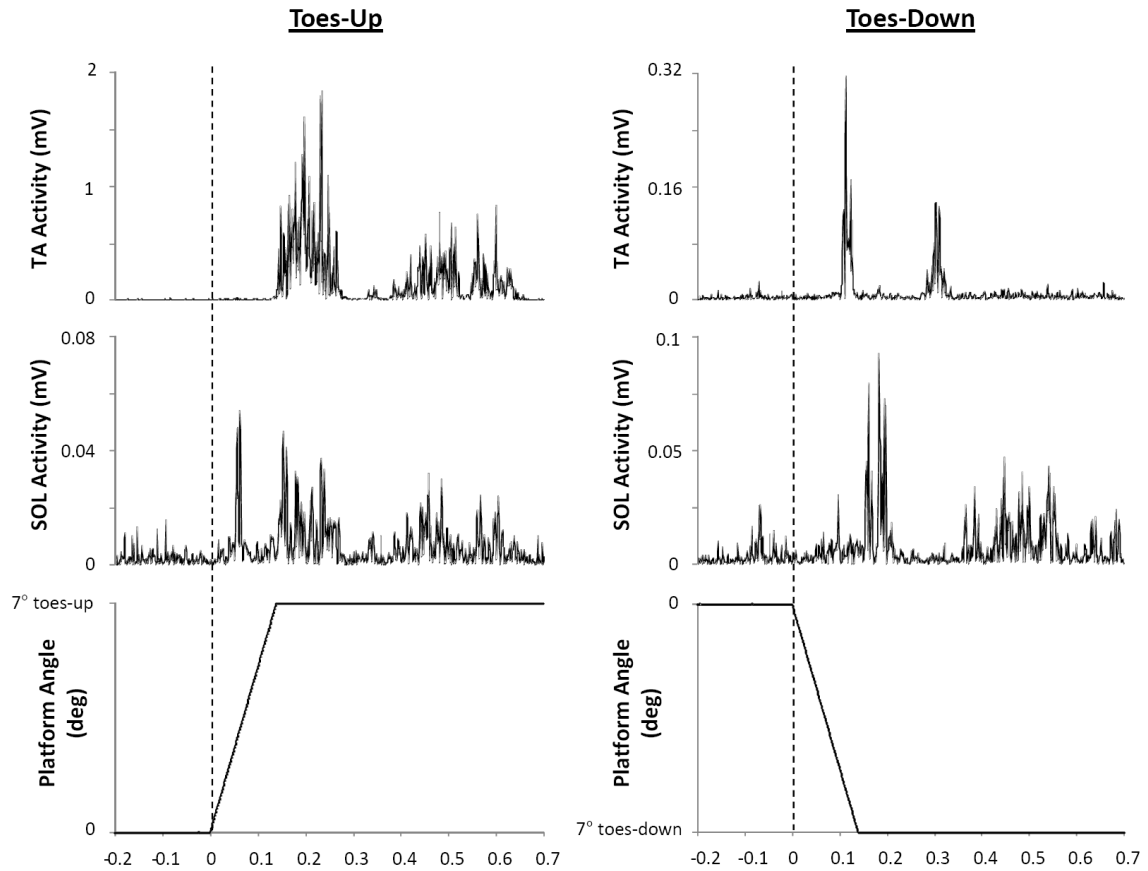 Toes-Up
Toes-Down
TA Activity (mV)
2
1
0
TA Activity (mV)
0.32
0.16
0
SOL Activity (mV)
0.08
0.04
0
SOL Activity (mV)
0.1
0.05
0
Platform Angle
(deg)
7° toes-up
0
-0.2 -0.1 0 0.1 0.2 0.3 0.4 0.5 0.6 0.7
Platform Angle
(deg)
0
7° toes-down
-0.2 -0.1 0 0.1 0.2 0.3 0.4 0.5 0.6 0.7